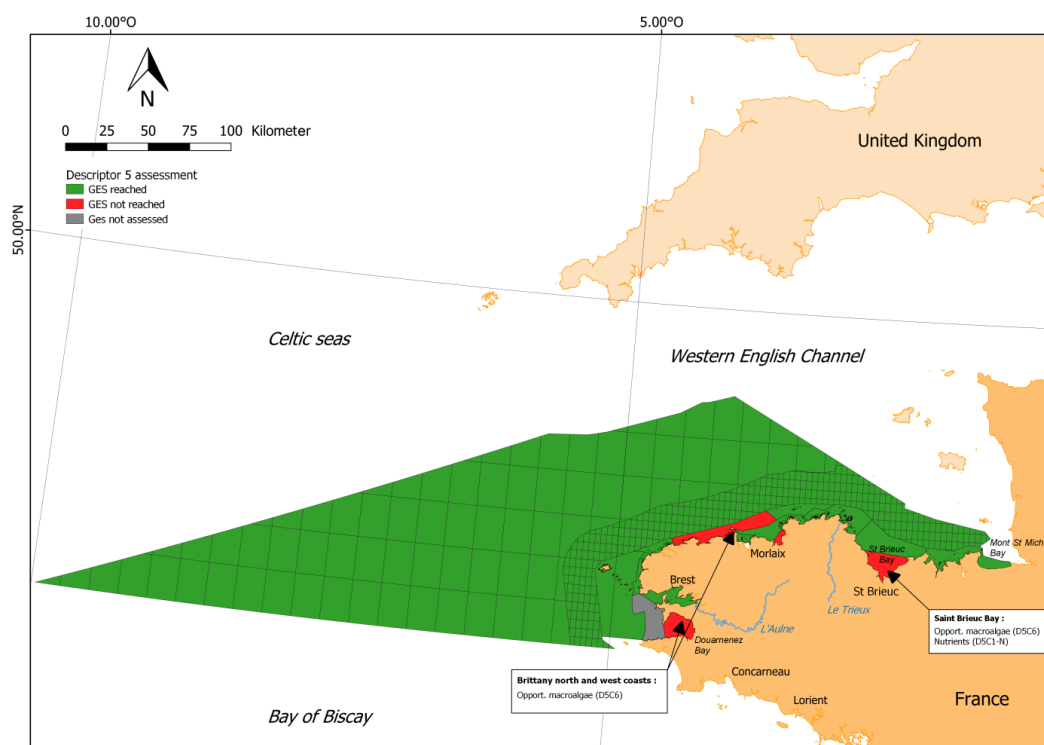 10.00°O
5.00°O
N
0 25 50 75 100 Kilometer
Descriptor 5 assessment
GES reached
GES not reached
Ges not assessed
United Kingdom
50.00°N
Celtic seas
Western English Channel
Mont St Mich
Bay
St Brieuc
Bay
Morlaix
Brest
St Brieuc
Le Trieux
L'Aulne
Douarnenez
Bay
Saint Brieuc Bay :
Opport. macroalgae (D5C6)
Nutrients (D5C1-N)
Brittany north and west coasts :
Opport. macroalgae (D5C6)
Concarneau
Lorient
France
Bay of Biscay